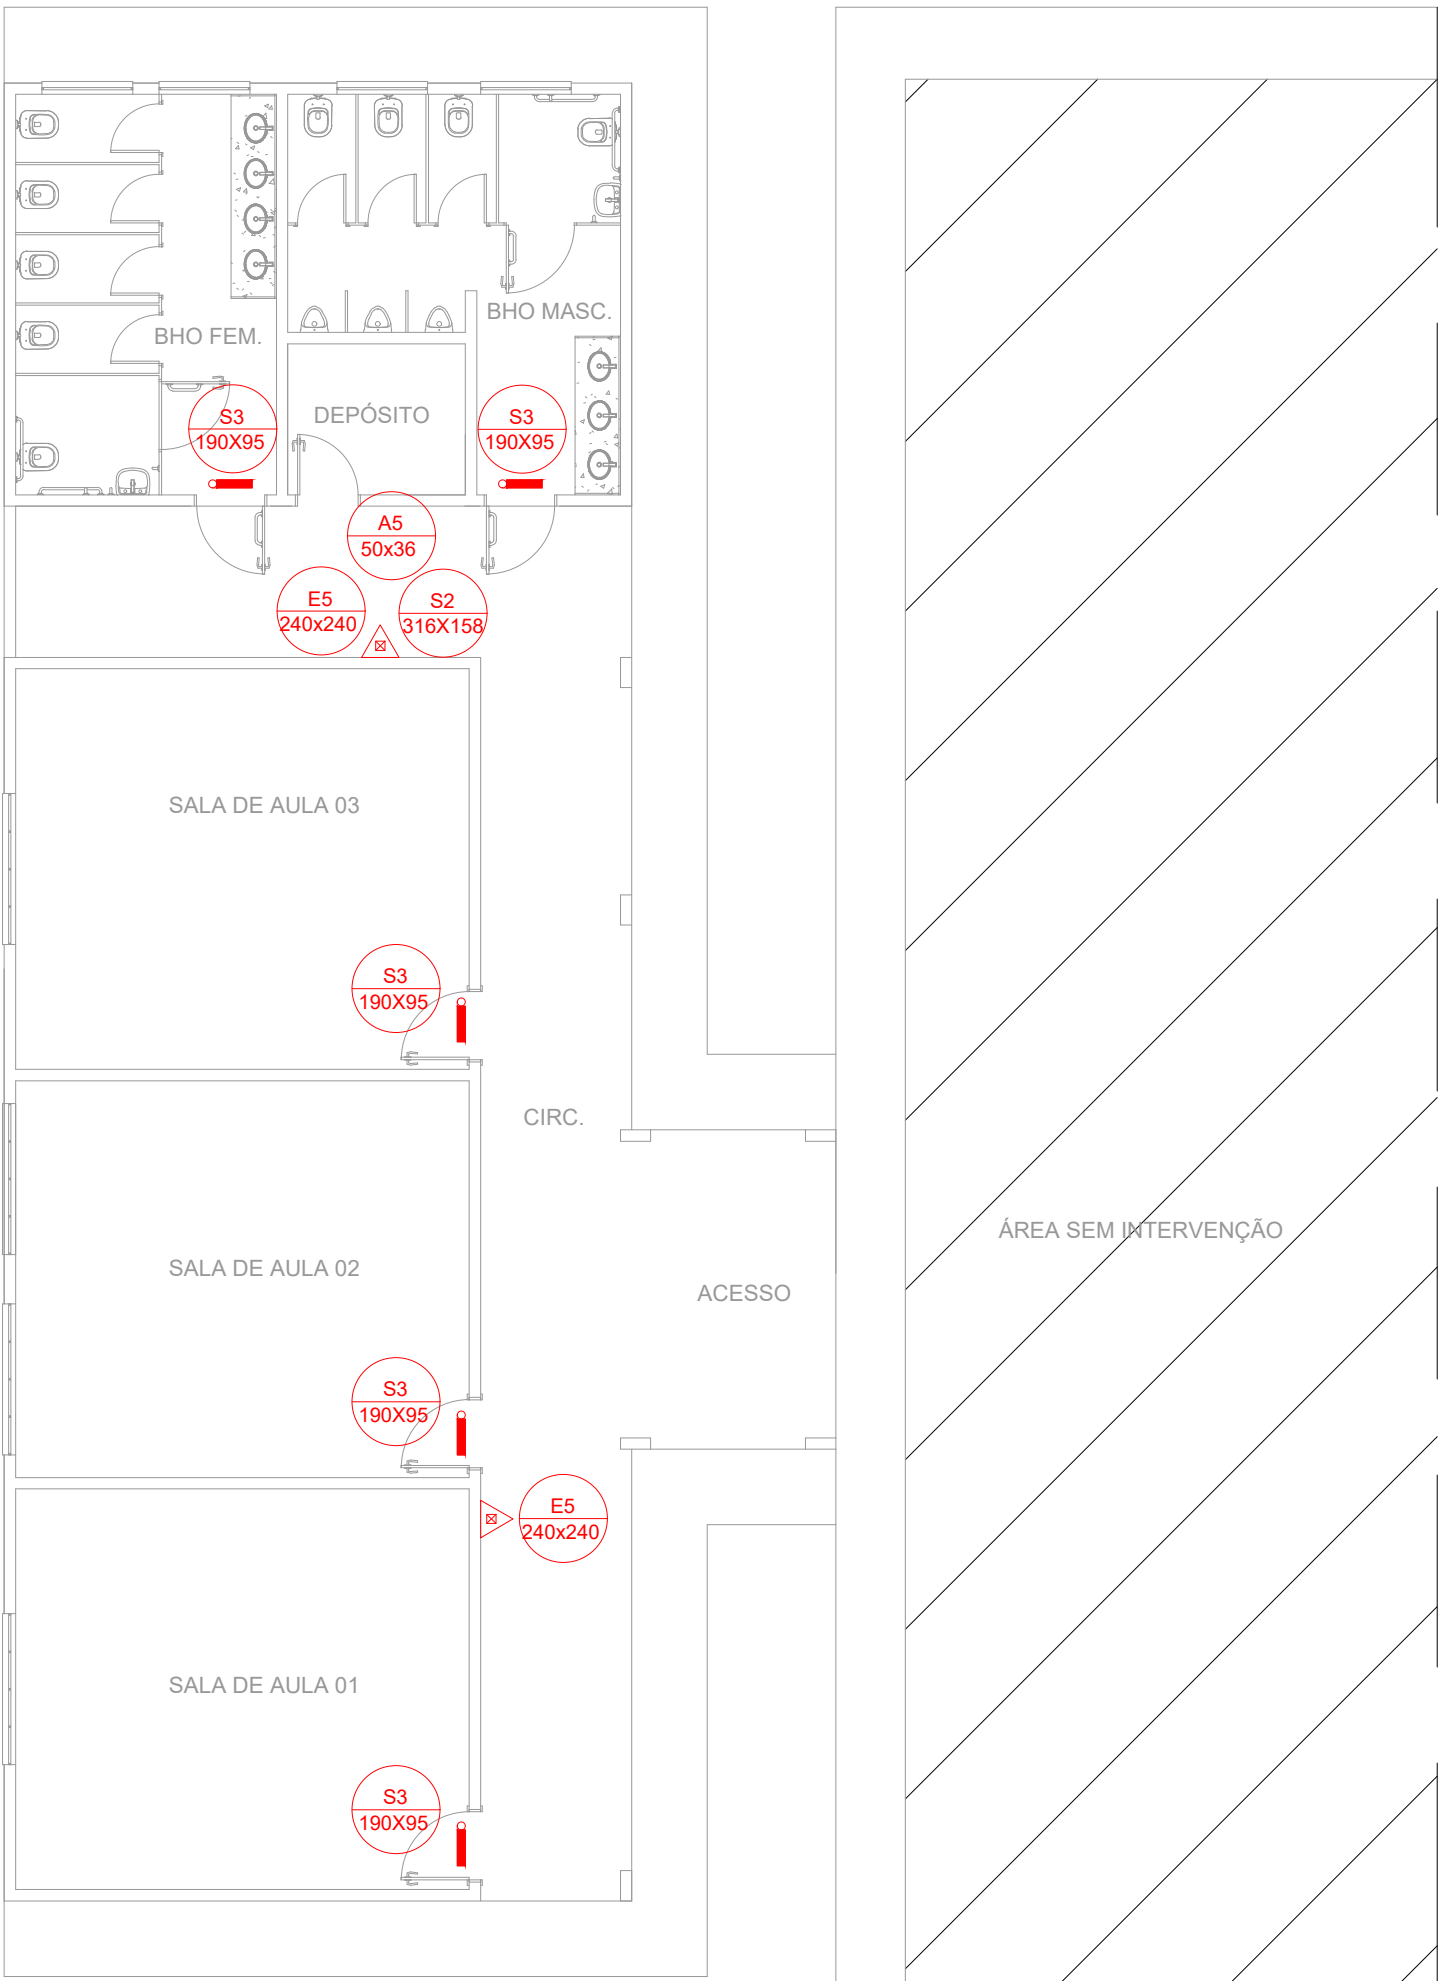 BHO MASC.
BHO FEM.
DEPÓSITO
S3
190X95
S3
190X95
A5
50x36
E5
240x240
S2
316X158
SALA DE AULA 03
S3
190X95
CIRC.
ÁREA SEM INTERVENÇÃO
SALA DE AULA 02
ACESSO
S3
190X95
E5
240x240
SALA DE AULA 01
S3
190X95